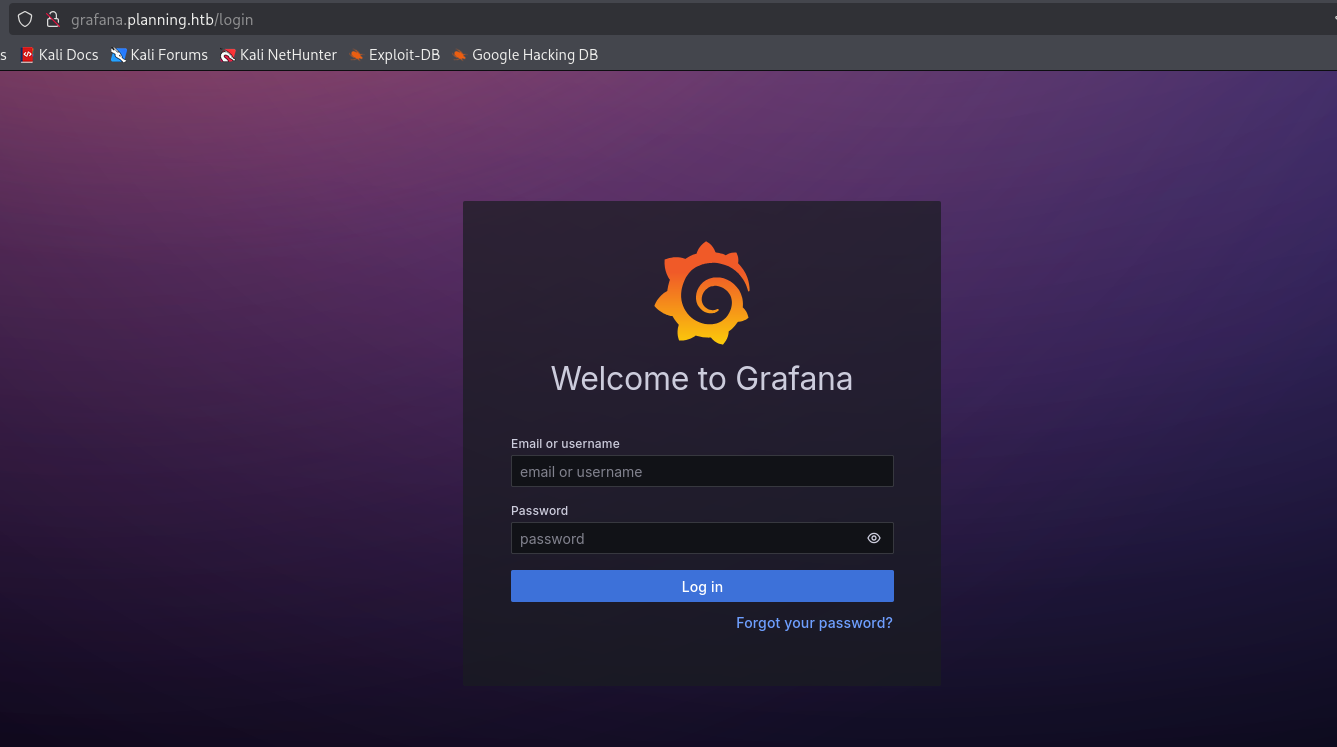 grafana.planning.htb/login
s Kali Docs Kali Forums Kali NetHunter Exploit-DB Google Hacking DB
Welcome to Grafana
Email or username
email or username
Password
password
Log in
Forgot your password?